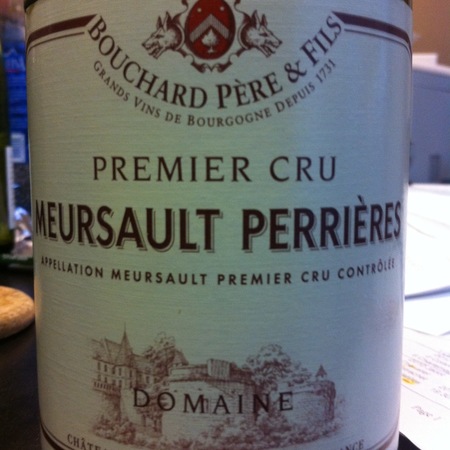 BOUCHARD PÈRE & FILS
GRANDS VINS DE BOURGOGNE DEPUIS 1731
PREMIER CRU
MEURSAULT PERRIÈRES
APPELLATION MEURSAULT PREMIER CRU CONTRÔLÉE
DOMAINE